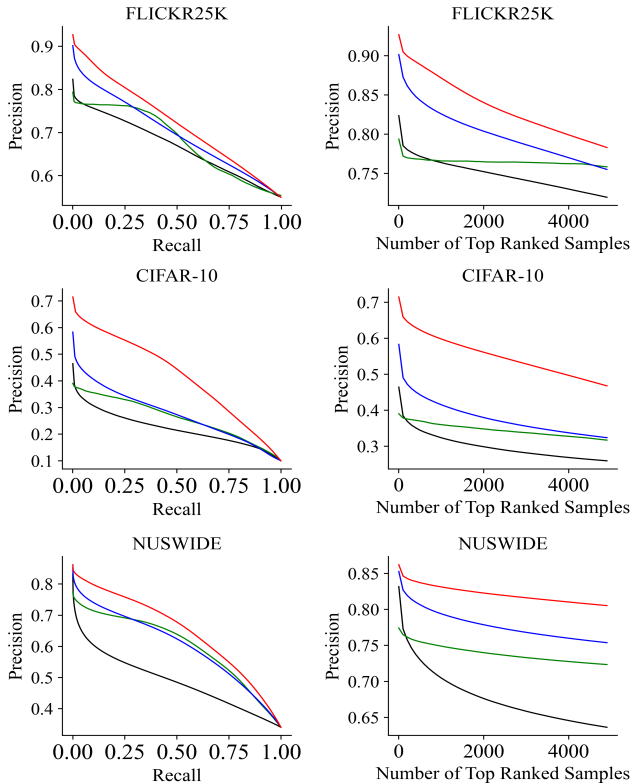 FLICKR25K
Precision
0.9
0.8
0.7
0.6
0.00 0.25 0.50 0.75 1.00
Recall
FLICKR25K
Precision
0.90
0.85
0.80
0.75
0 2000 4000
Number of Top Ranked Samples
CIFAR-10
Precision
0.7
0.6
0.5
0.4
0.3
0.2
0.1
0.00 0.25 0.50 0.75 1.00
Recall
CIFAR-10
Precision
0.7
0.6
0.5
0.4
0.3
0 2000 4000
Number of Top Ranked Samples
NUSWIDE
Precision
0.8
0.7
0.6
0.5
0.4
0.00 0.25 0.50 0.75 1.00
Recall
NUSWIDE
Precision
0.85
0.80
0.75
0.70
0.65
0 2000 4000
Number of Top Ranked Samples